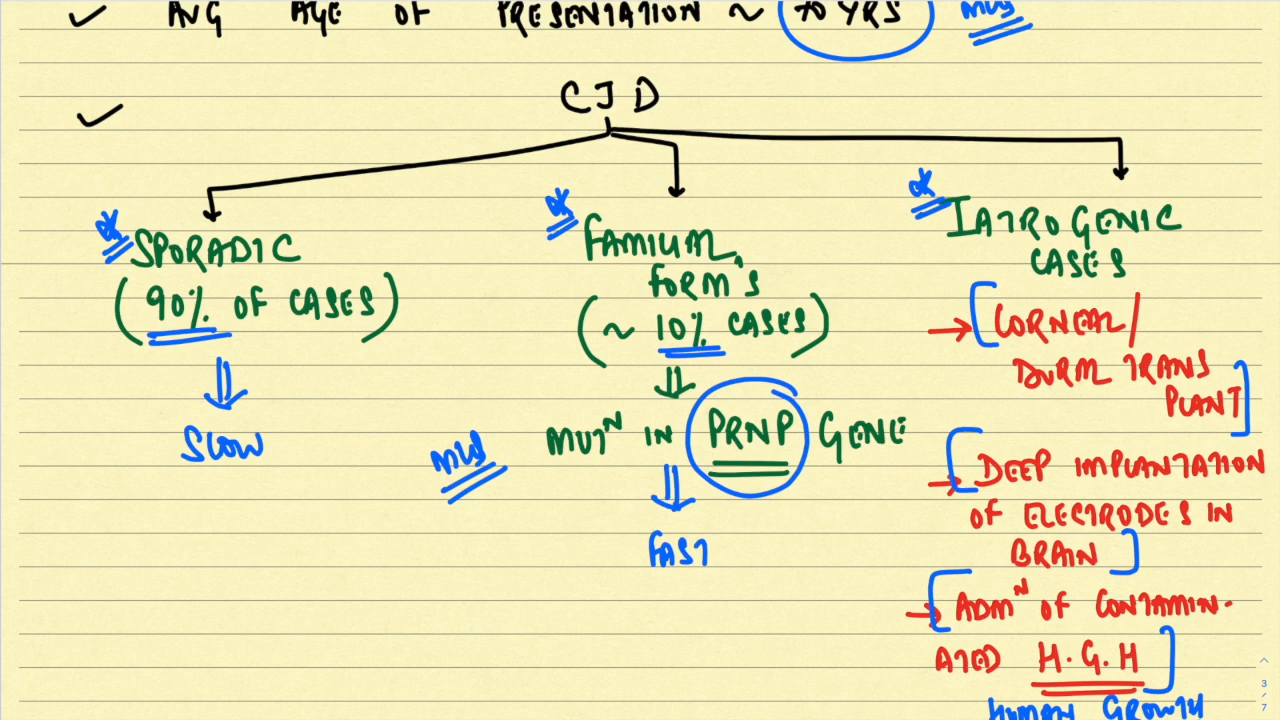 ✓ AVG AGE OF PRESENTATION ~ 70 YRS
CJD
✓
SPORADIC
(90% OF CASES)
SLOW
FAMILIAL
FORM'S
(~ 10% CASES)
MUTN IN PRNP GENE
FAST
IATROGENIC
CASES
→ [CORNEAL/
DURAL TRANS
PLANT]
→ [DEEP IMPLANTATION
OF ELECTRODES IN
BRAIN]
→ [ADMN OF CONTAMIN-
ATED H.G.H]
HUMAN GROWTH
3
/
7